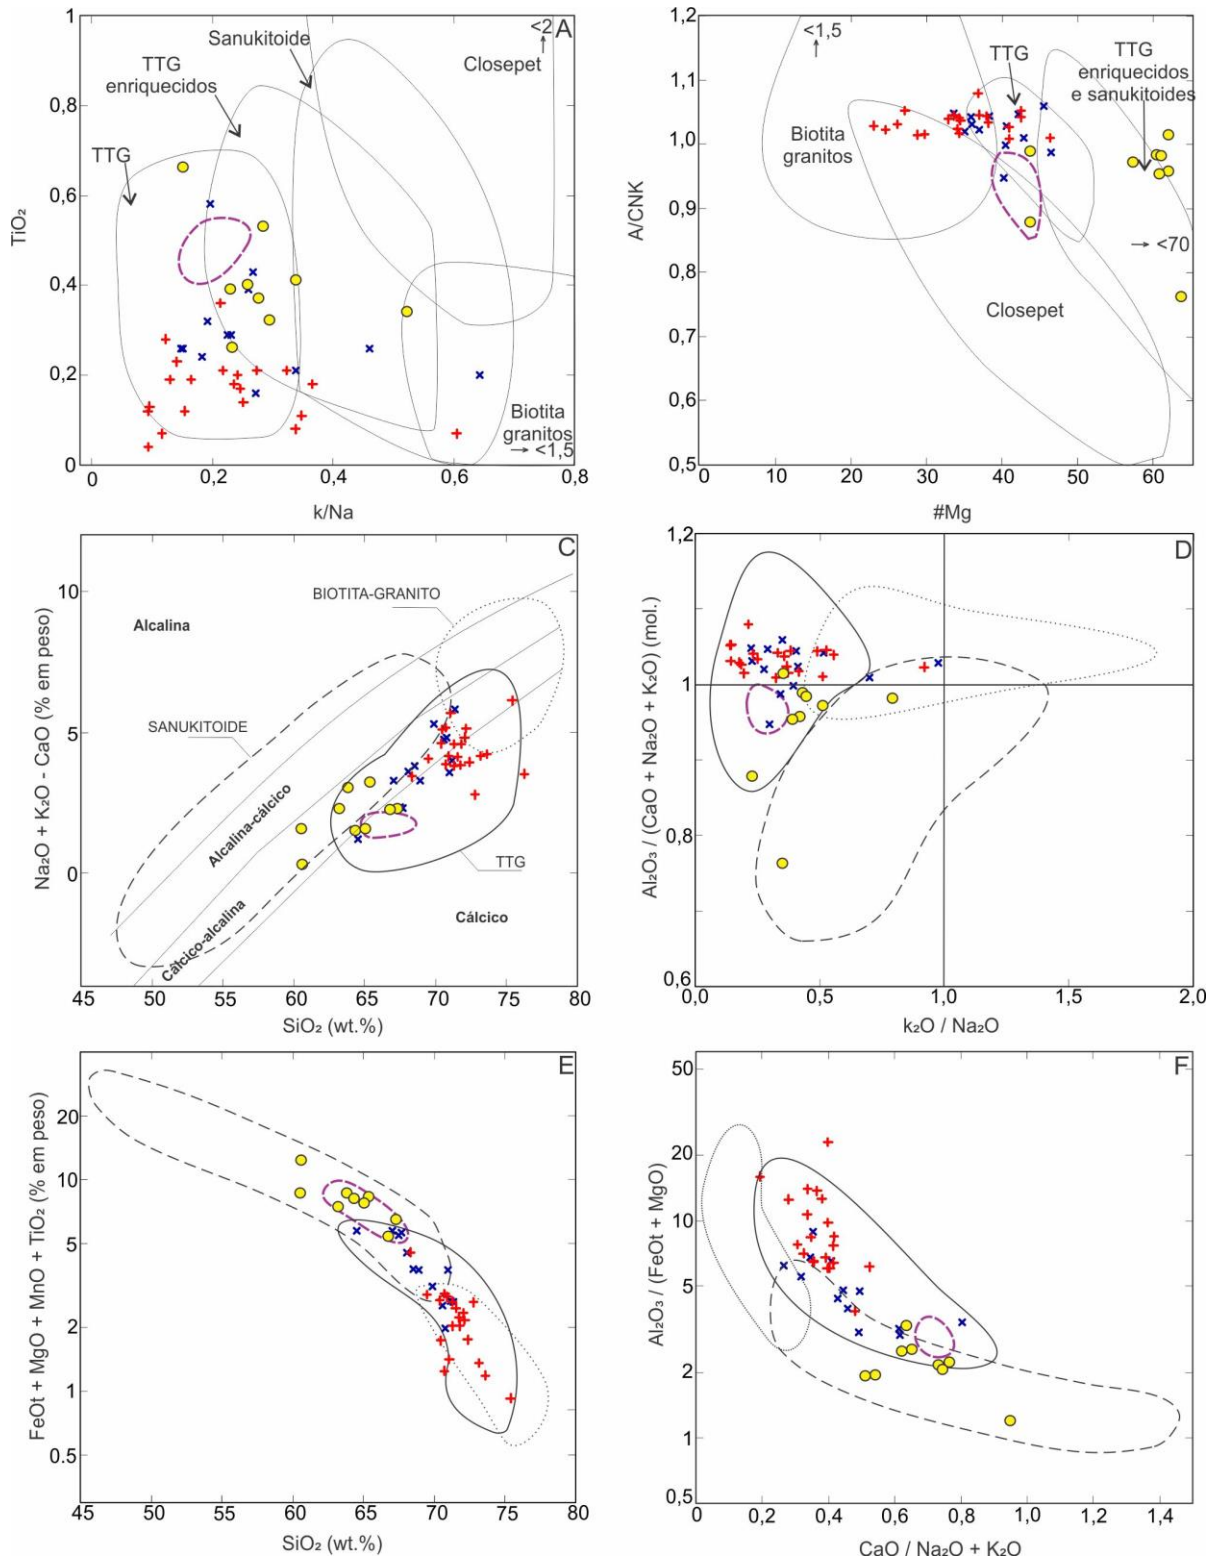 A
1
0,8
0,6
0,4
0,2
0
TiO₂
0
0,2
0,4
0,6
0,8
k/Na
TTG
TTG
enriquecidos
Sanukitoide
<2
Closepet
Biotita
granitos
→ <1,5
A/CNK
1,2
1,1
1,0
0,9
0,8
0,7
0,6
0,5
0
10
20
30
40
50
60
#Mg
<1,5
TTG
TTG
enriquecidos
e sanukitoides
Biotita
granitos
→ <70
Closepet
C
Na₂O + K₂O - CaO (% em peso)
10
5
0
45
50
55
60
65
70
75
80
SiO₂ (wt.%)
Alcalina
BIOTITA-GRANITO
SANUKITOIDE
Alcalina-cálcico
Cálcico-alcalina
TTG
Cálcico
D
Al₂O₃ / (CaO + Na₂O + K₂O) (mol.)
1,2
1
0,8
0,6
0,0
0,5
1,0
1,5
2,0
k₂O / Na₂O
E
FeOt + MgO + MnO + TiO₂ (% em peso)
20
10
5
2
1
0.5
45
50
55
60
65
70
75
80
SiO₂ (wt.%)
F
Al₂O₃ / (FeOt + MgO)
50
20
10
5
2
1
0,5
0
0,2
0,4
0,6
0,8
1,0
1,2
1,4
CaO / Na₂O + K₂O